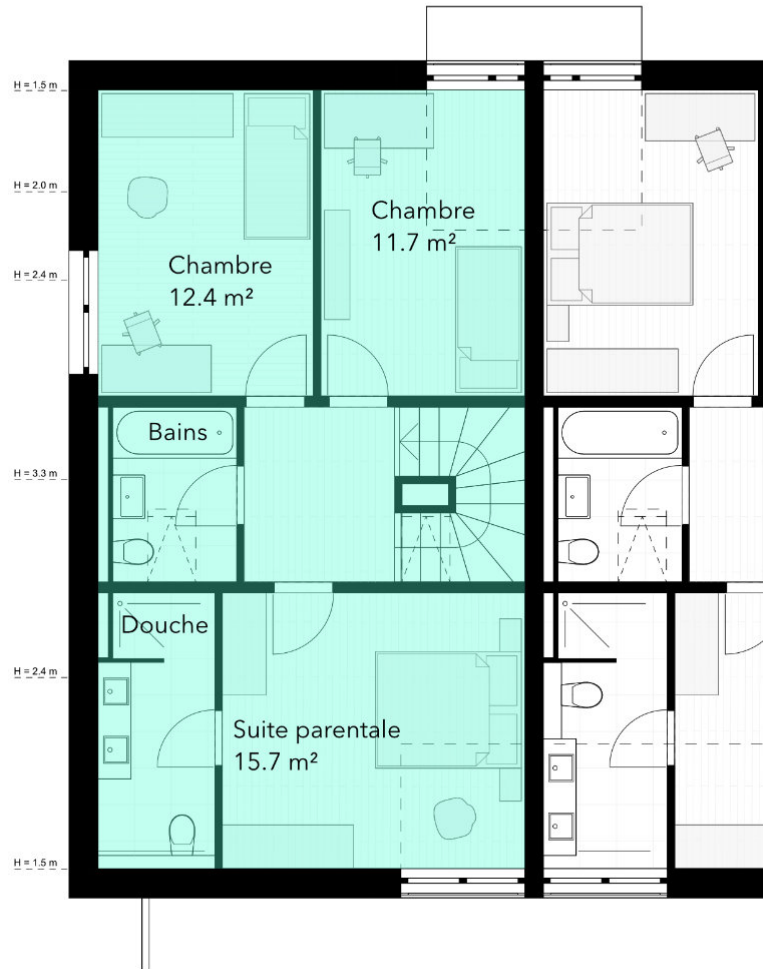 H = 1.5 m
H = 2.0 m
Chambre
11.7 m²
Chambre
12.4 m²
H = 2.4 m
Bains
H = 3.3 m
Douche
H = 2.4 m
Suite parentale
15.7 m²
H = 1.5 m